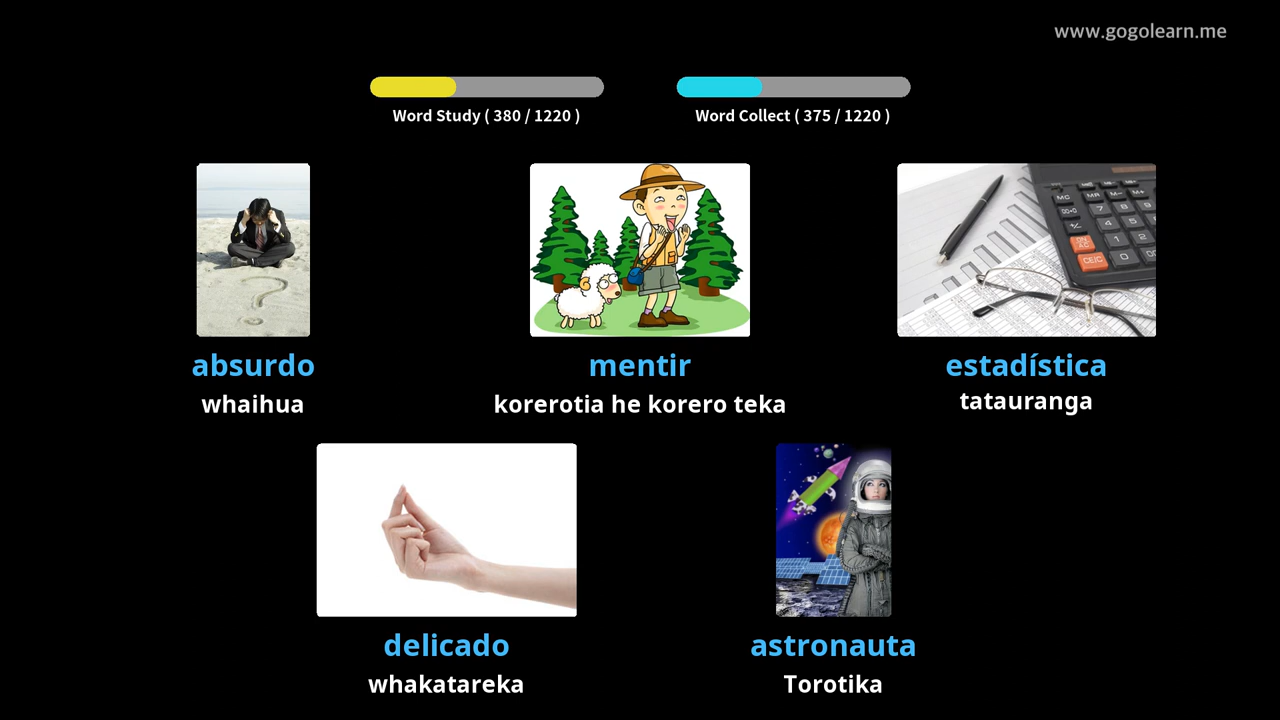 www.gogolearn.me
Word Study ( 380 / 1220 )
Word Collect ( 375 / 1220 )
absurdo
whaihua
mentir
korerotia he korero teka
estadística
tatauranga
delicado
whakatareka
astronauta
Torotika